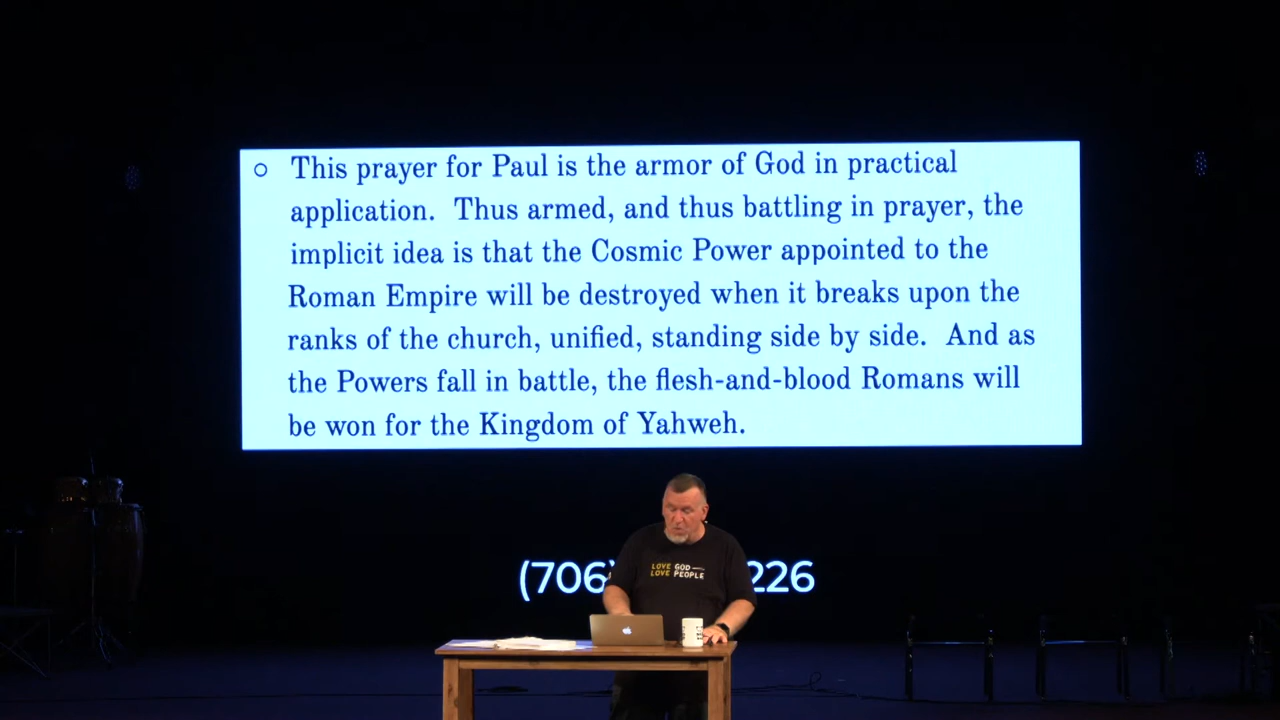 ○ This prayer for Paul is the armor of God in practical
application. Thus armed, and thus battling in prayer, the
implicit idea is that the Cosmic Power appointed to the
Roman Empire will be destroyed when it breaks upon the
ranks of the church, unified, standing side by side. And as
the Powers fall in battle, the flesh-and-blood Romans will
be won for the Kingdom of Yahweh.
(706) 226
LOVE GOD
LOVE PEOPLE